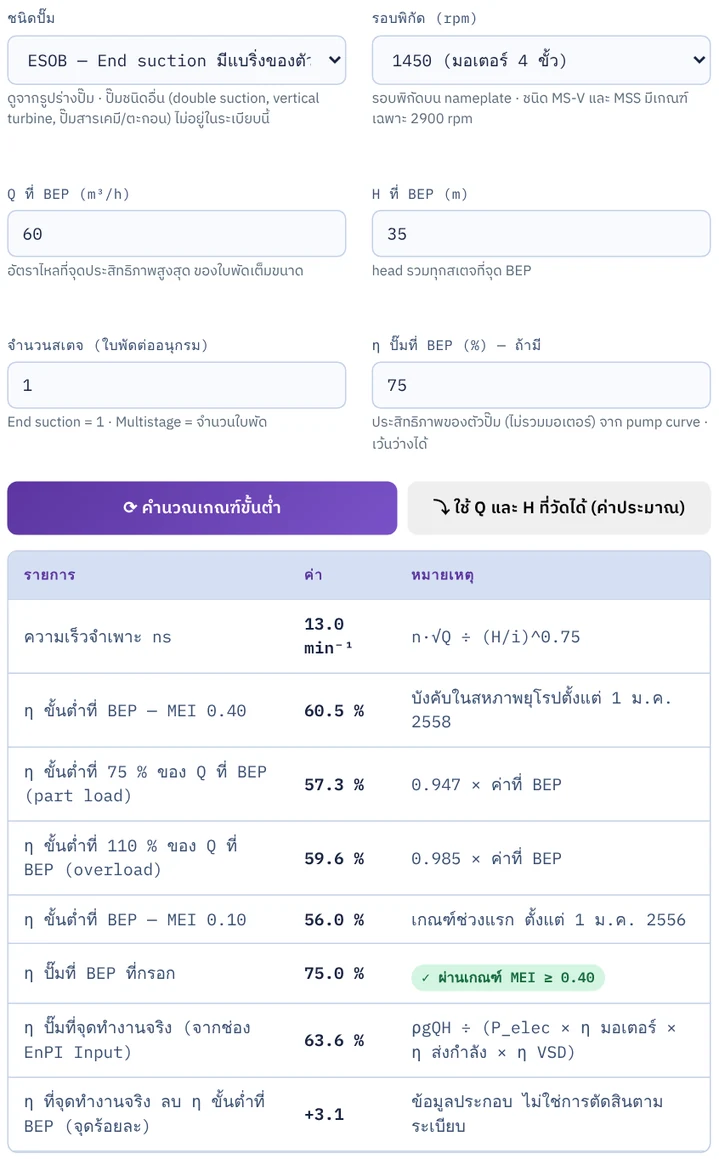 ชนิดปั๊ม
รอบพิกัด (rpm)
ESOB — End suction มีแบริ่งของตัว
1450 (มอเตอร์ 4 ขั้ว)
ดูจากรูปร่างปั๊ม · ปั๊มชนิดอื่น (double suction, vertical
turbine, ปั๊มสารเคมี/ตะกอน) ไม่อยู่ในระเบียบนี้
รอบพิกัดบน nameplate · ชนิด MS-V และ MSS มีเกณฑ์
เฉพาะ 2900 rpm
Q ที่ BEP (m³/h)
H ที่ BEP (m)
60
35
อัตราไหลที่จุดประสิทธิภาพสูงสุด ของใบพัดเต็มขนาด
head รวมทุกสเตจที่จุด BEP
จำนวนสเตจ (ใบพัดต่ออนุกรม)
η ปั๊มที่ BEP (%) — ถ้ามี
1
75
End suction = 1 · Multistage = จำนวนใบพัด
ประสิทธิภาพของตัวปั๊ม (ไม่รวมมอเตอร์) จาก pump curve ·
เว้นว่างได้
⟳ คำนวณเกณฑ์ขั้นต่ำ
⤵ ใช้ Q และ H ที่วัดได้ (ค่าประมาณ)
รายการ ค่า หมายเหตุ
ความเร็วจำเพาะ ns 13.0 min⁻¹ n·√Q ÷ (H/i)^0.75
η ขั้นต่ำที่ BEP — MEI 0.40 60.5 % บังคับในสหภาพยุโรปตั้งแต่ 1 ม.ค.
2558
η ขั้นต่ำที่ 75 % ของ Q ที่ BEP
(part load) 57.3 % 0.947 × ค่าที่ BEP
η ขั้นต่ำที่ 110 % ของ Q ที่
BEP (overload) 59.6 % 0.985 × ค่าที่ BEP
η ขั้นต่ำที่ BEP — MEI 0.10 56.0 % เกณฑ์ช่วงแรก ตั้งแต่ 1 ม.ค. 2556
η ปั๊มที่ BEP ที่กรอก 75.0 % ✓ ผ่านเกณฑ์ MEI ≥ 0.40
η ปั๊มที่จุดทำงานจริง (จากช่อง
EnPI Input) 63.6 % ρgQH ÷ (P_elec × η มอเตอร์ ×
η ส่งกำลัง × η VSD)
η ที่จุดทำงานจริง ลบ η ขั้นต่ำที่
BEP (จุดร้อยละ) +3.1 ข้อมูลประกอบ ไม่ใช่การตัดสินตาม
ระเบียบ